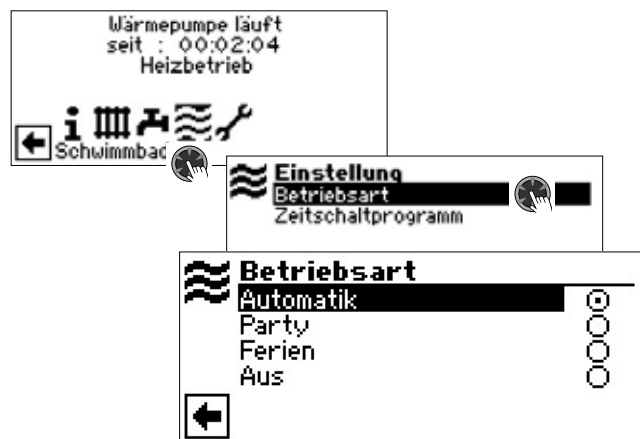 Wärmepumpe läuft
seit : 00:02:04
Heizbetrieb
Schwimmbad
Einstellung
Betriebsart
Zeitschaltprogramm
Betriebsart
Automatik
Party
Ferien
Aus